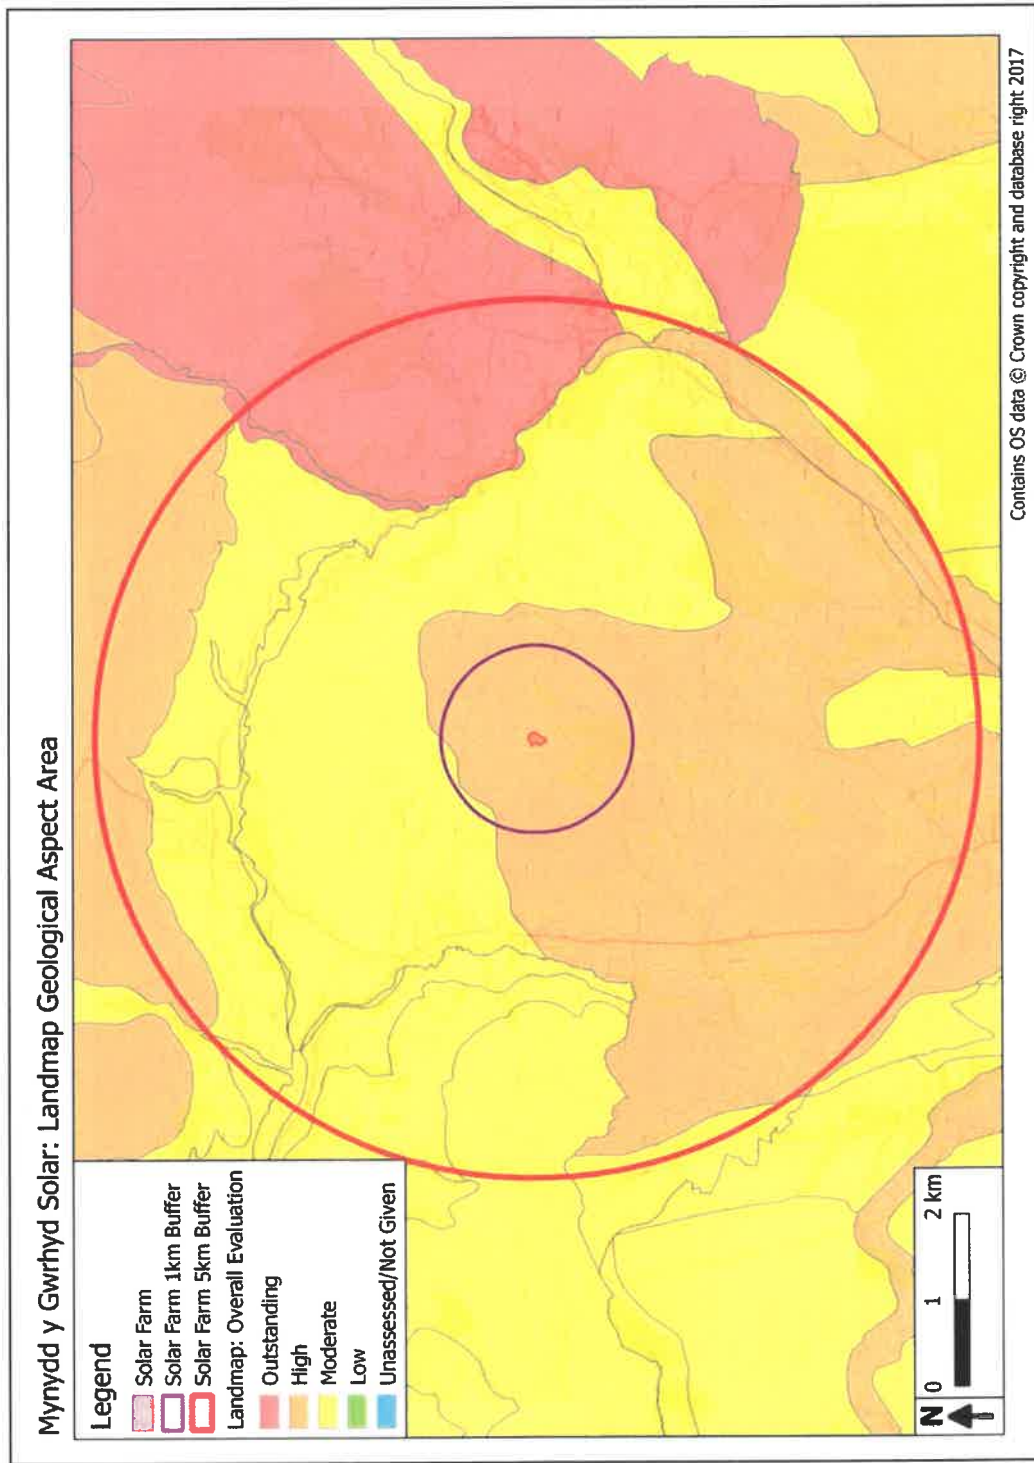 Mynydd y Gwrhyd Solar: Landmap Geological Aspect Area
Legend
Solar Farm
Solar Farm 1km Buffer
Solar Farm 5km Buffer
Landmap: Overall Evaluation
Outstanding
High
Moderate
Low
Unassessed/Not Given
N
0 1 2 km
Contains OS data © Crown copyright and database right 2017